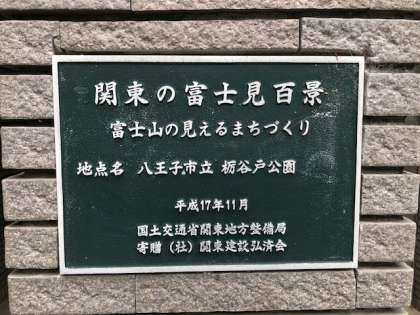 関東の富士見百景
富士山の見えるまちづくり
地点名 八王子市立 栃谷戸公園
平成17年11月
国土交通省関東地方整備局
寄贈（社）関東建設弘済会